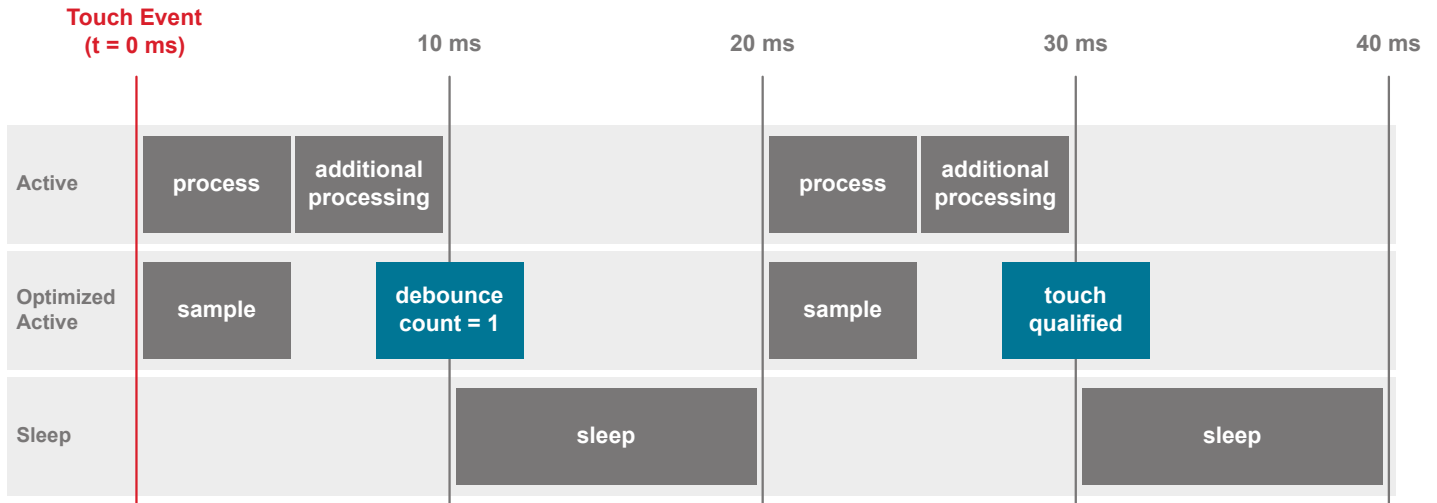 Touch Event
(t = 0 ms)
10 ms
20 ms
30 ms
40 ms
Active
process
additional
processing
process
additional
processing
Optimized
Active
sample
debounce
count = 1
sample
touch
qualified
Sleep
sleep
sleep